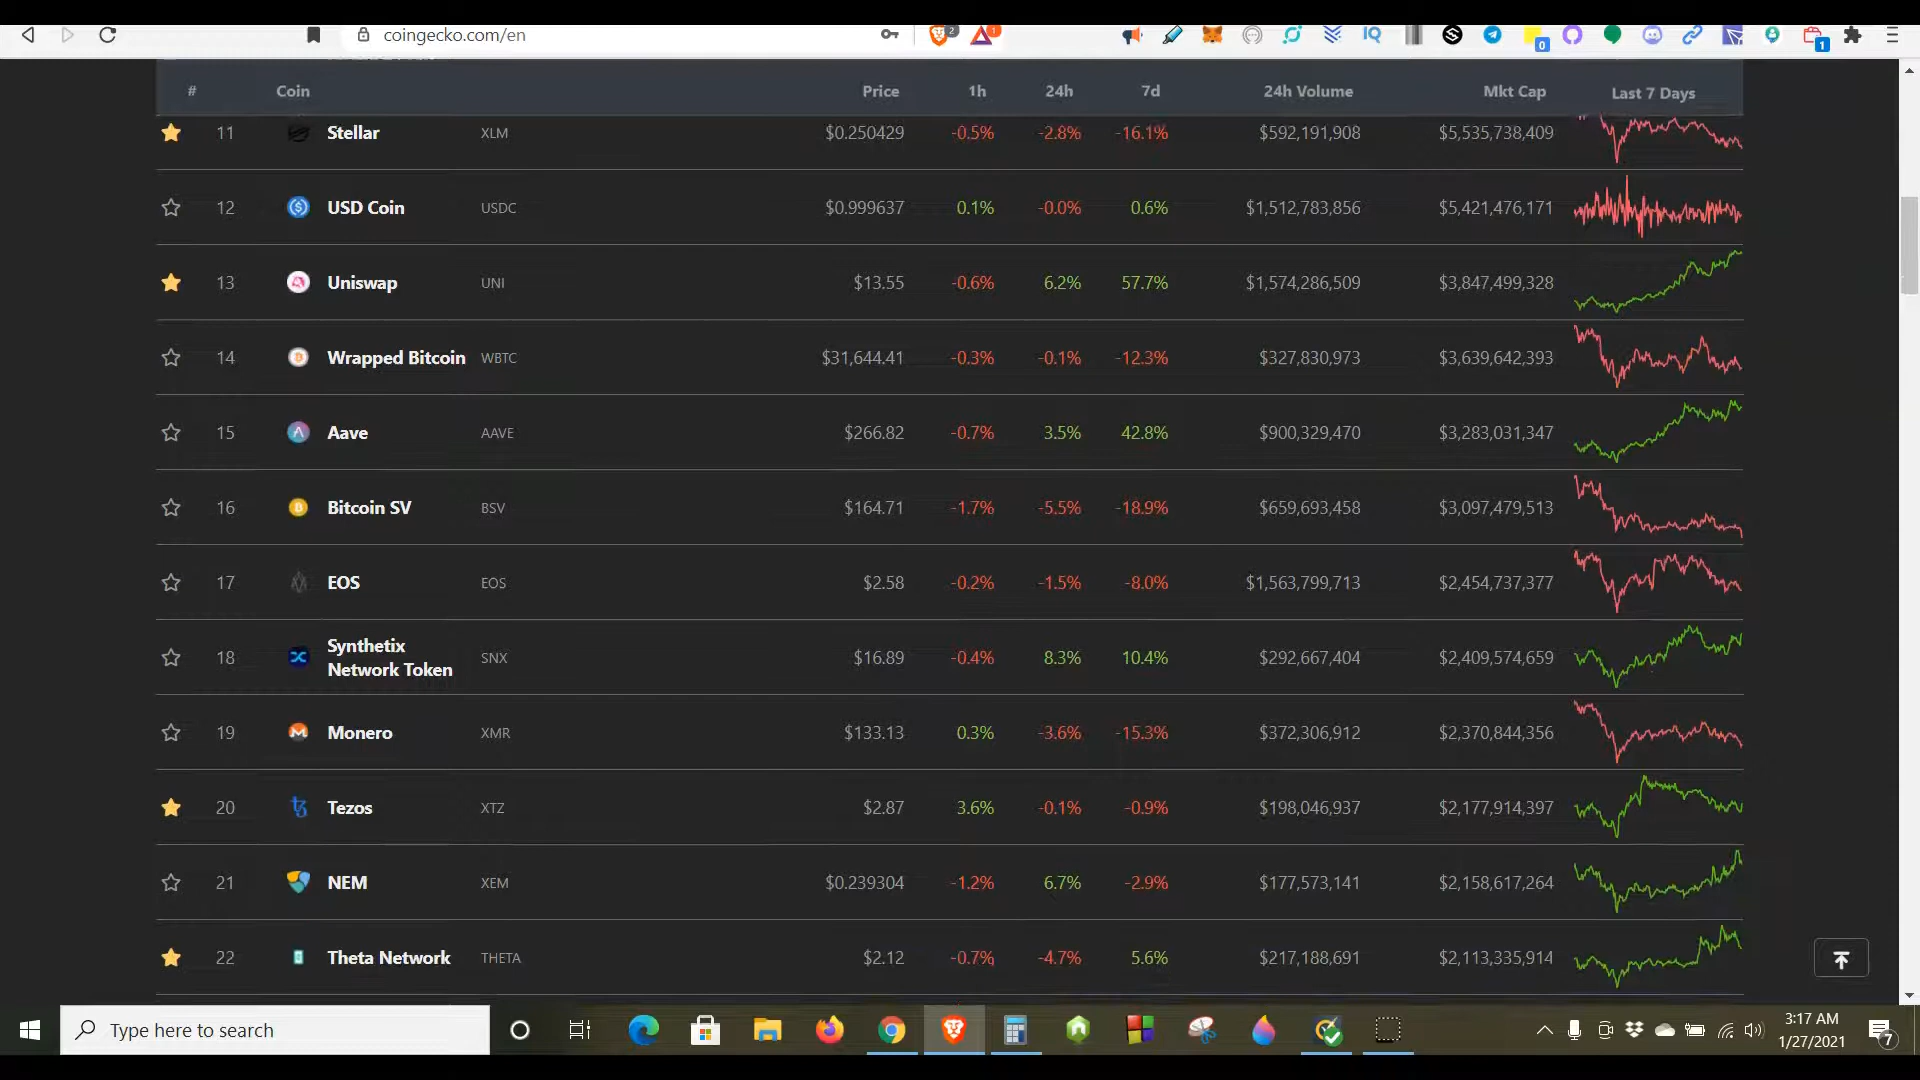 coingecko.com/en
2
1
IQ
0
1
# Coin Price 1h 24h 7d 24h Volume Mkt Cap Last 7 Days
11 Stellar XLM $0.250429 -0.5% -2.8% -16.1% $592,191,908 $5,535,738,409
12 USD Coin USDC $0.999637 0.1% -0.0% 0.6% $1,512,783,856 $5,421,476,171
13 Uniswap UNI $13.55 -0.6% 6.2% 57.7% $1,574,286,509 $3,847,499,328
14 Wrapped Bitcoin WBTC $31,644.41 -0.3% -0.1% -12.3% $327,830,973 $3,639,642,393
15 Aave AAVE $266.82 -0.7% 3.5% 42.8% $900,329,470 $3,283,031,347
16 Bitcoin SV BSV $164.71 -1.7% -5.5% -18.9% $659,693,458 $3,097,479,513
17 EOS EOS $2.58 -0.2% -1.5% -8.0% $1,563,799,713 $2,454,737,377
18 Synthetix
Network Token SNX $16.89 -0.4% 8.3% 10.4% $292,667,404 $2,409,574,659
19 Monero XMR $133.13 0.3% -3.6% -15.3% $372,306,912 $2,370,844,356
20 Tezos XTZ $2.87 3.6% -0.1% -0.9% $198,046,937 $2,177,914,397
21 NEM XEM $0.239304 -1.2% 6.7% -2.9% $177,573,141 $2,158,617,264
22 Theta Network THETA $2.12 -0.7% -4.7% 5.6% $217,188,691 $2,113,335,914
Type here to search
3:17 AM
1/27/2021
7